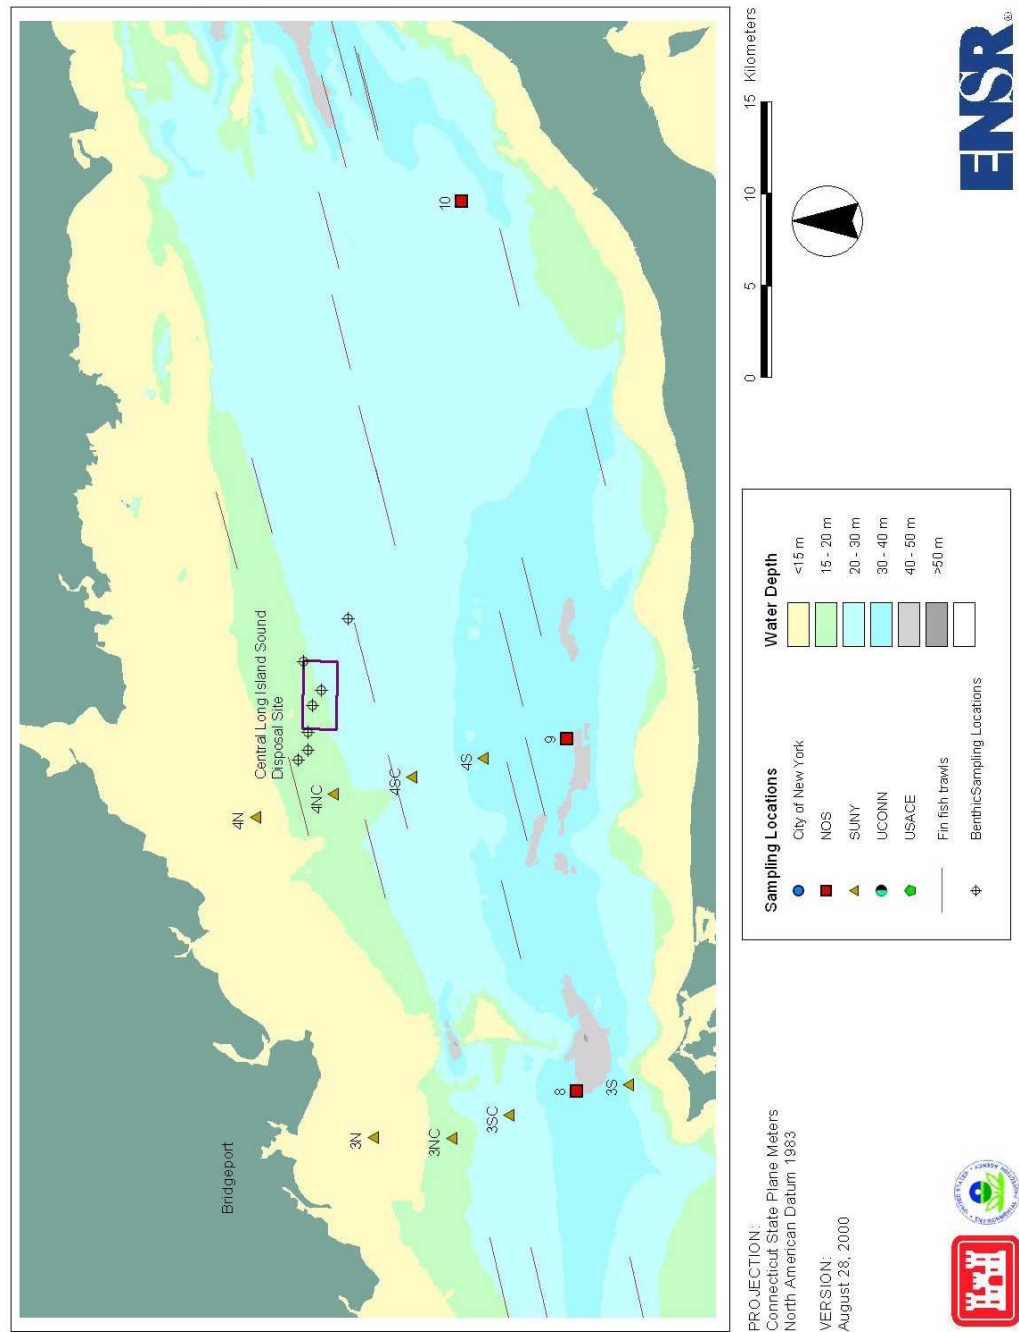 Bridgeport
Central Long Island Sound
Disposal Site
3N
3NC
3SC
8
3S
4N
4NC
4SC
4S
9
10
PROJECTION:
Connecticut State Plane Meters
North American Datum 1983
VERSION:
August 28, 2000
Sampling Locations
City of New York
NOS
SUNY
UCONN
USACE
Fin fish trawls
BenthicSampling Locations
Water Depth
<15 m
15 - 20 m
20 - 30 m
30 - 40 m
40 - 50 m
>50 m
0 5 10 15 Kilometers
ENSR®